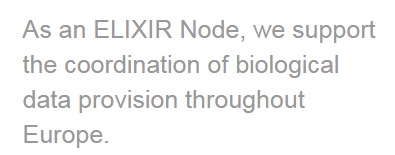 As an ELIXIR Node, we support
the coordination of biological
data provision throughout
Europe.